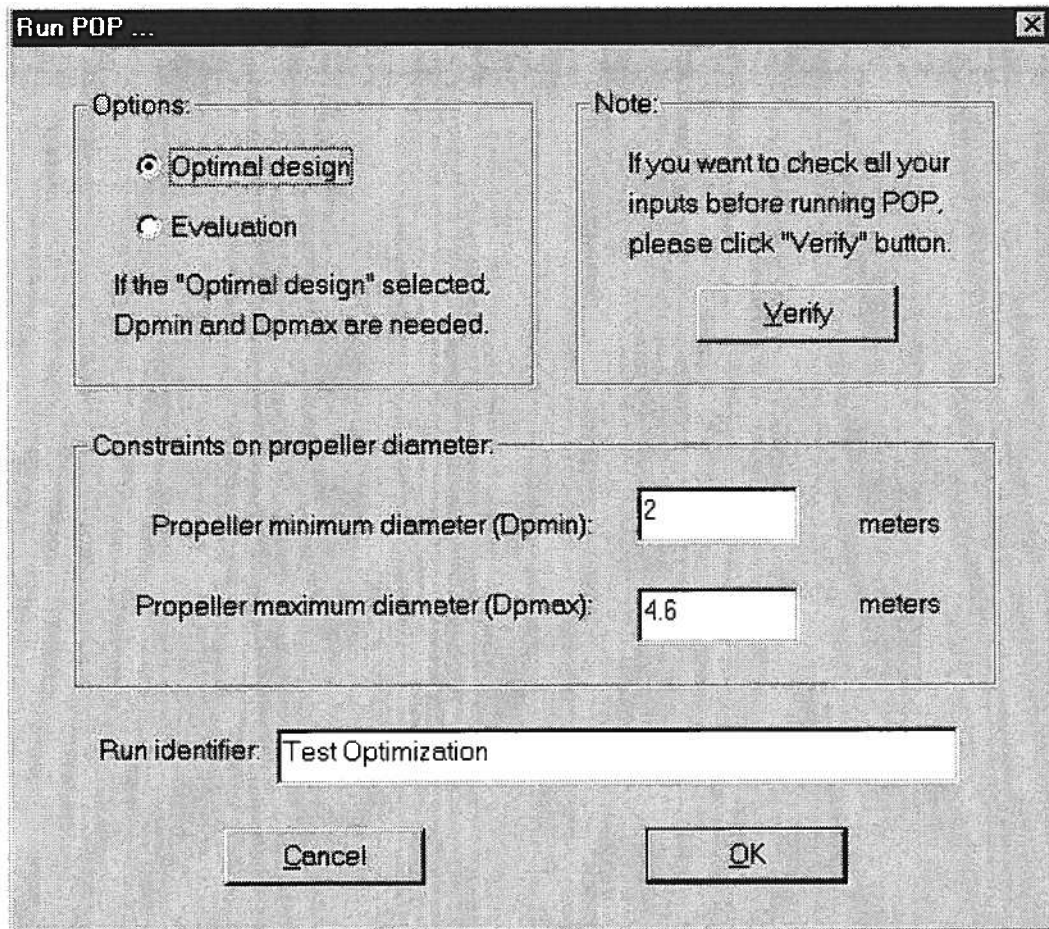 Run POP ...
Options:
Optimal design
Evaluation
If the "Optimal design" selected,
Dpmin and Dpmax are needed.
Note:
If you want to check all your
inputs before running POP,
please click "Verify" button.
Verify
Constraints on propeller diameter:
Propeller minimum diameter (Dpmin): 2 meters
Propeller maximum diameter (Dpmax): 4.6 meters
Run identifier: Test Optimization
Cancel OK